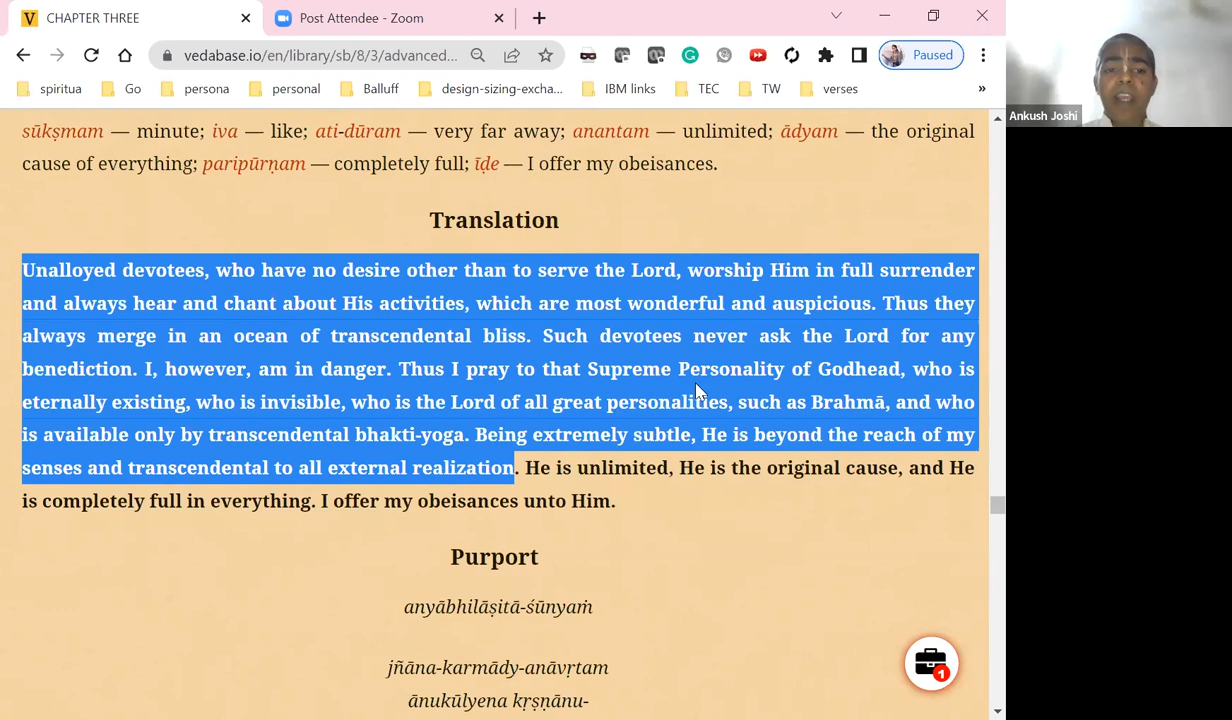 CHAPTER THREE
Post Attendee - Zoom
vedabase.io/en/library/sb/8/3/advanced...
Paused
spiritua
Go
persona
personal
Balluff
design-sizing-excha...
IBM links
TEC
TW
verses
»
Ankush Joshi
sūkṣmam — minute; iva — like; ati-dūram — very far away; anantam — unlimited; ādyam — the original
cause of everything; paripūrṇam — completely full; īḍe — I offer my obeisances.
Translation
Unalloyed devotees, who have no desire other than to serve the Lord, worship Him in full surrender
and always hear and chant about His activities, which are most wonderful and auspicious. Thus they
always merge in an ocean of transcendental bliss. Such devotees never ask the Lord for any
benediction. I, however, am in danger. Thus I pray to that Supreme Personality of Godhead, who is
eternally existing, who is invisible, who is the Lord of all great personalities, such as Brahmā, and who
is available only by transcendental bhakti-yoga. Being extremely subtle, He is beyond the reach of my
senses and transcendental to all external realization. He is unlimited, He is the original cause, and He
is completely full in everything. I offer my obeisances unto Him.
Purport
anyābhilāṣitā-śūnyaṁ
jñāna-karmādy-anāvṛtam
ānukūlyena kṛṣṇānu-
1